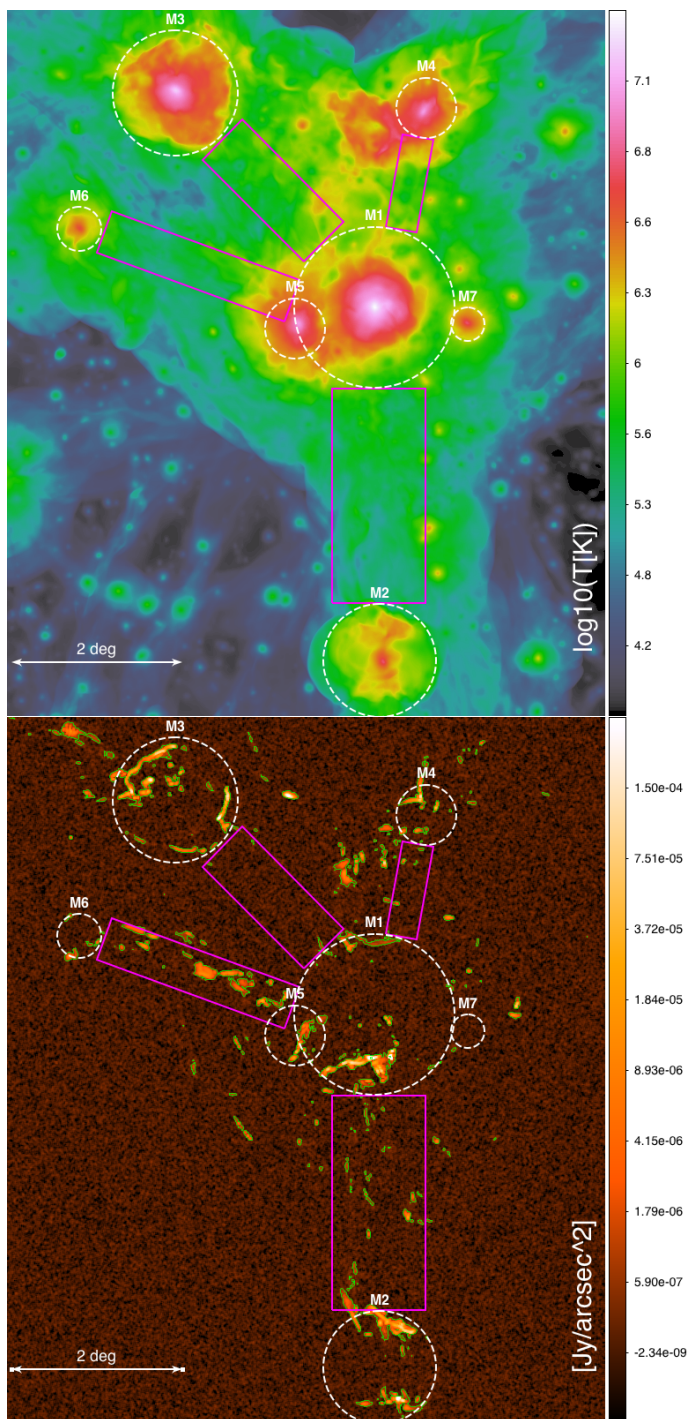 M3
M4
7.1
6.8
M6
6.6
M1
M5
M7
6.3
6
5.6
5.3
M2
4.8
2 deg
4.2
log10(T[K])
M3
M4
1.50e-04
7.51e-05
M6
3.72e-05
M1
M5
M7
1.84e-05
8.93e-06
4.15e-06
1.79e-06
M2
5.90e-07
2 deg
-2.34e-09
[Jy/arcsec^2]